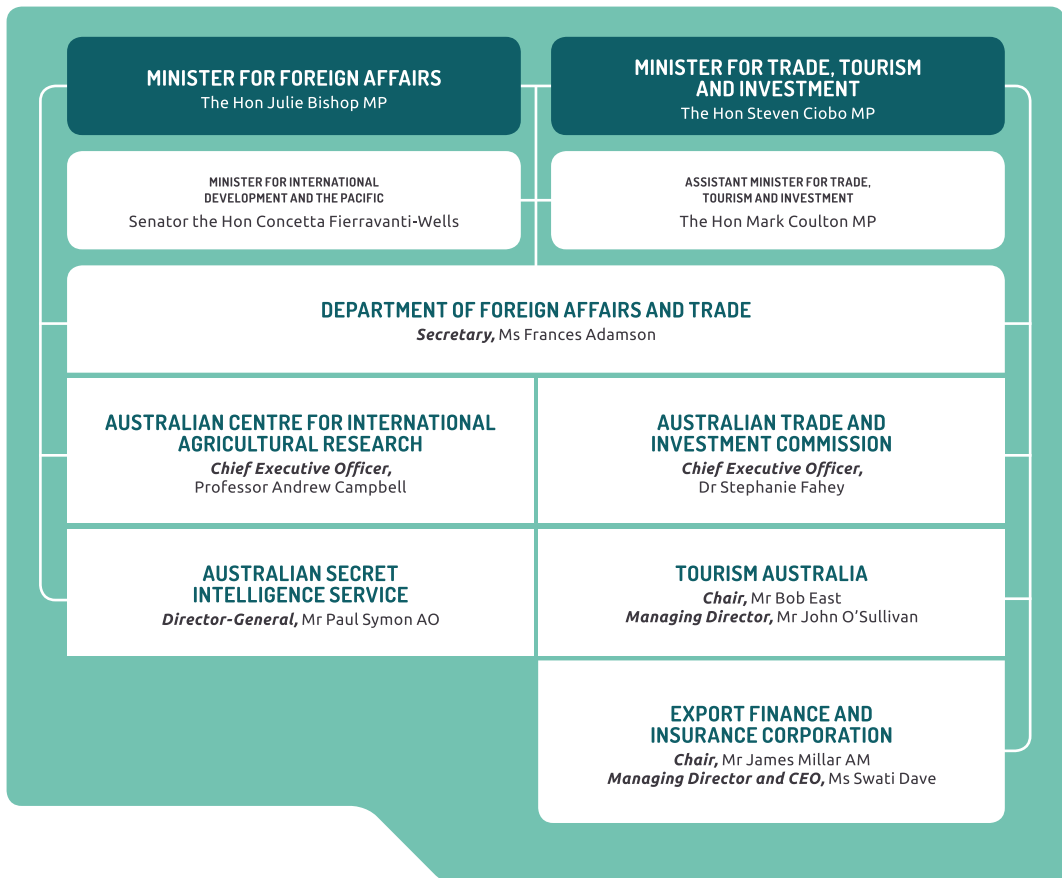 MINISTER FOR FOREIGN AFFAIRS
The Hon Julie Bishop MP
MINISTER FOR TRADE, TOURISM
AND INVESTMENT
The Hon Steven Ciobo MP
MINISTER FOR INTERNATIONAL
DEVELOPMENT AND THE PACIFIC
Senator the Hon Concetta Fierravanti-Wells
ASSISTANT MINISTER FOR TRADE,
TOURISM AND INVESTMENT
The Hon Mark Coulton MP
DEPARTMENT OF FOREIGN AFFAIRS AND TRADE
Secretary, Ms Frances Adamson
AUSTRALIAN CENTRE FOR INTERNATIONAL
AGRICULTURAL RESEARCH
Chief Executive Officer,
Professor Andrew Campbell
AUSTRALIAN TRADE AND
INVESTMENT COMMISSION
Chief Executive Officer,
Dr Stephanie Fahey
AUSTRALIAN SECRET
INTELLIGENCE SERVICE
Director-General, Mr Paul Symon AO
TOURISM AUSTRALIA
Chair, Mr Bob East
Managing Director, Mr John O’Sullivan
EXPORT FINANCE AND
INSURANCE CORPORATION
Chair, Mr James Millar AM
Managing Director and CEO, Ms Swati Dave